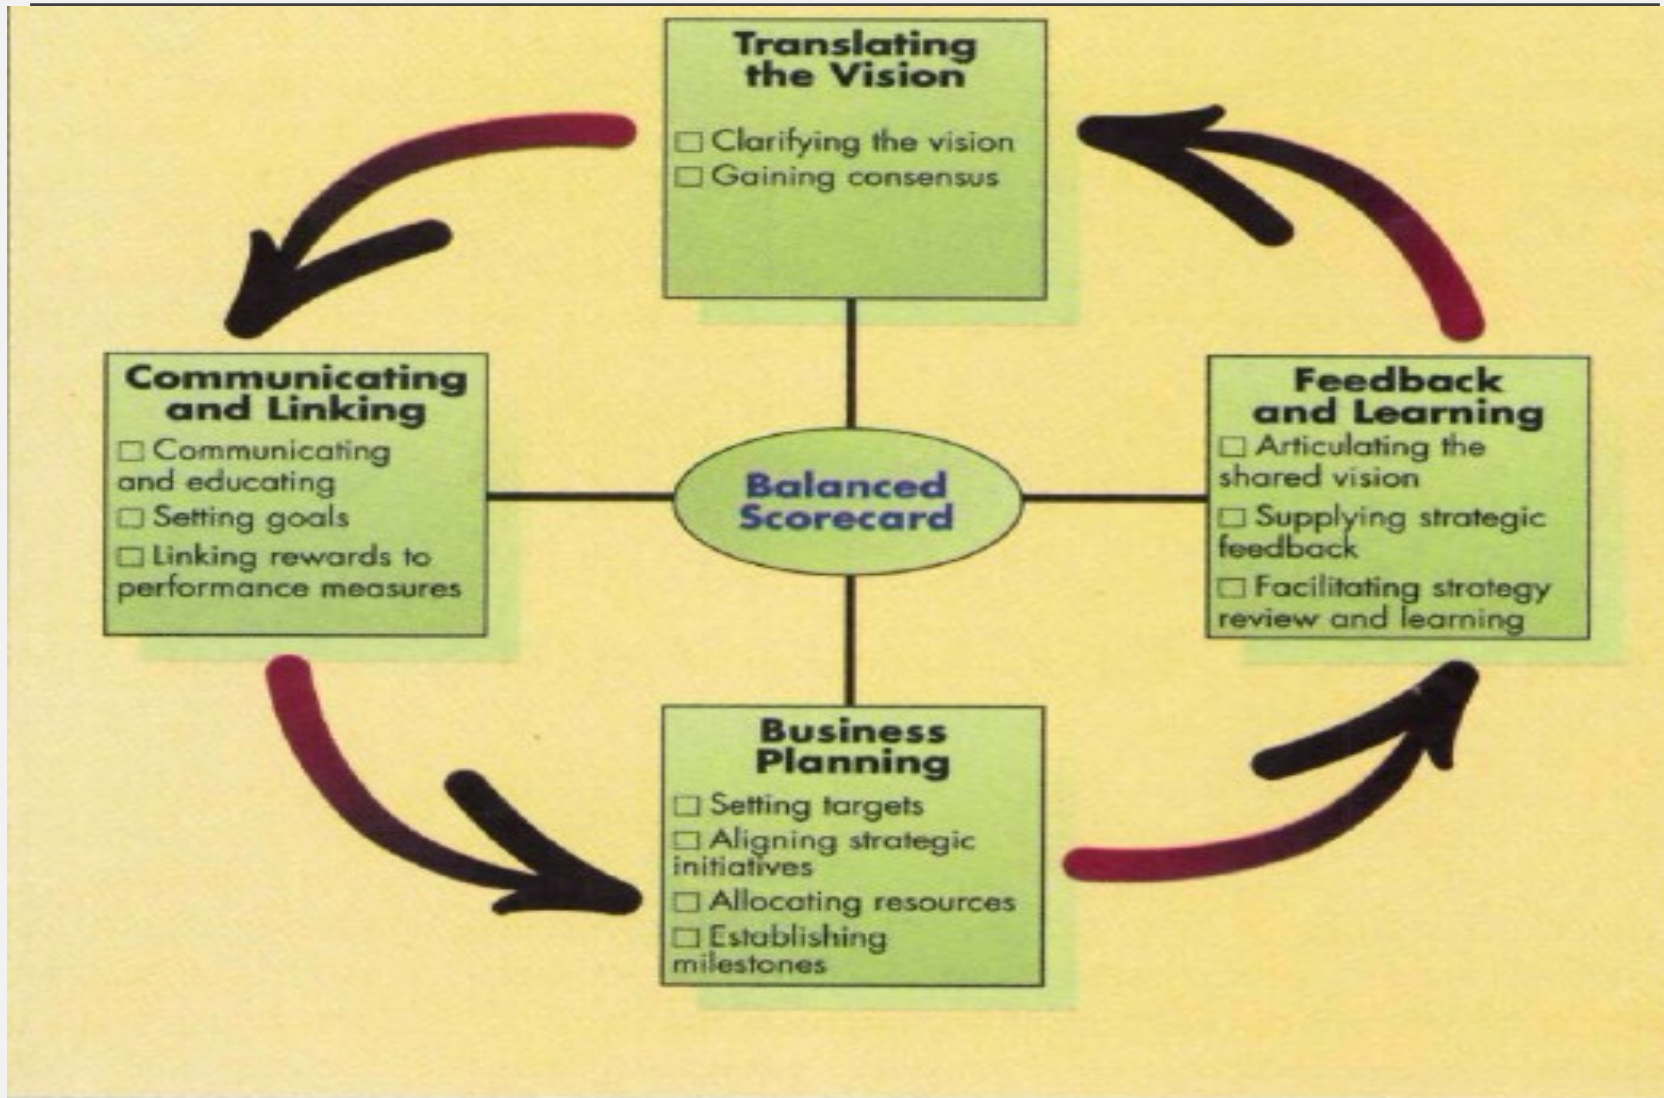 Translating
the Vision
☐ Clarifying the vision
☐ Gaining consensus
Communicating
and Linking
☐ Communicating
and educating
☐ Setting goals
☐ Linking rewards to
performance measures
Balanced
Scorecard
Feedback
and Learning
☐ Articulating the
shared vision
☐ Supplying strategic
feedback
☐ Facilitating strategy
review and learning
Business
Planning
☐ Setting targets
☐ Aligning strategic
initiatives
☐ Allocating resources
☐ Establishing
milestones